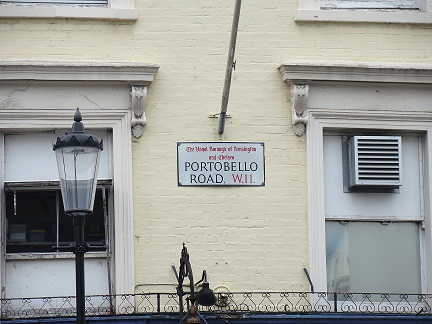 The Royal Borough of Kensington
and Chelsea.
PORTOBELLO
ROAD. W.11.